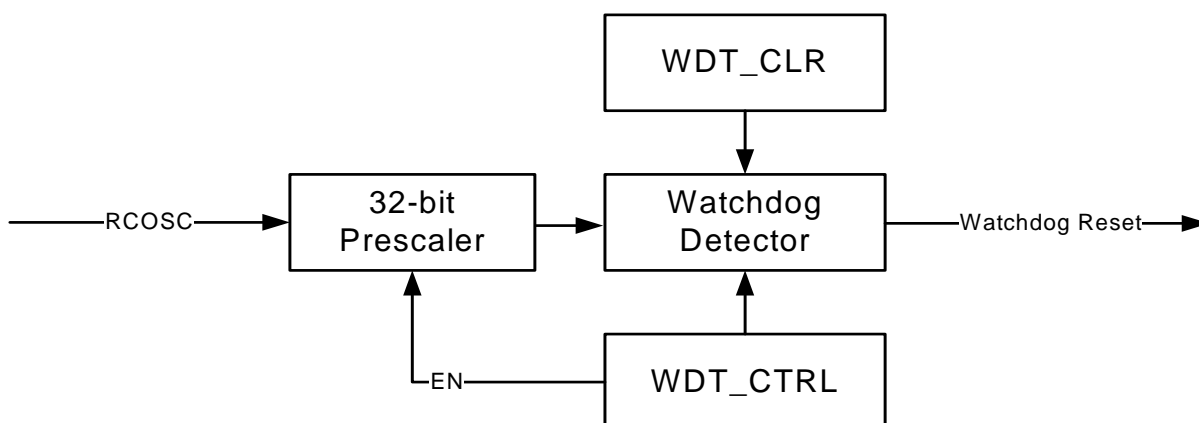 WDT_CLR
RCOSC
32-bit
Prescaler
Watchdog
Detector
Watchdog Reset
EN
WDT_CTRL